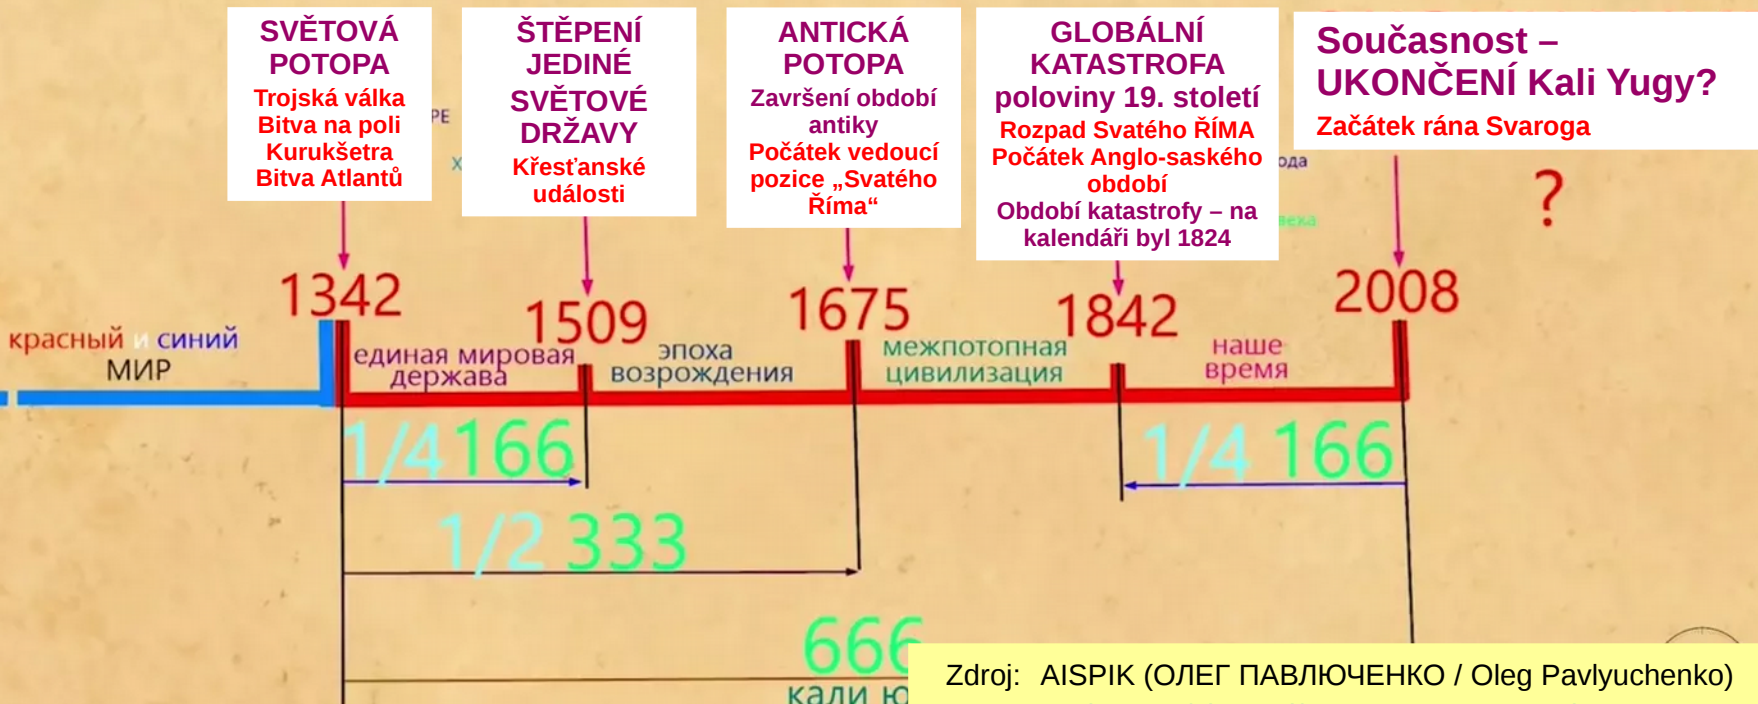 SVĚTOVÁ
POTOPA
Trojská válka
Bitva na poli
Kurukšetra
Bitva Atlantů
ŠTĚPENÍ
JEDINÉ
SVĚTOVÉ
DRŽAVY
Křesťanské
události
ANTICKÁ
POTOPA
Završení období
antiky
Počátek vedoucí
pozice „Svatého
Říma“
GLOBÁLNÍ
KATASTROFA
poloviny 19. století
Rozpad Svatého ŘÍMA
Počátek Anglo-saského
období
Období katastrofy – na
kalendáři byl 1824
Současnost –
UKONČENÍ Kali Yugy?
Začátek rána Svaroga
?
1342
1509
1675
1842
2008
красный и синий
МИР
единая мировая
держава
эпоха
возрождения
межпотопная
цивилизация
наше
время
1/4 166
1/4 166
1/2 333
666
кали
Zdroj: AISPIK (ОЛЕГ ПАВЛЮЧЕНКО / Oleg Pavlyuchenko)